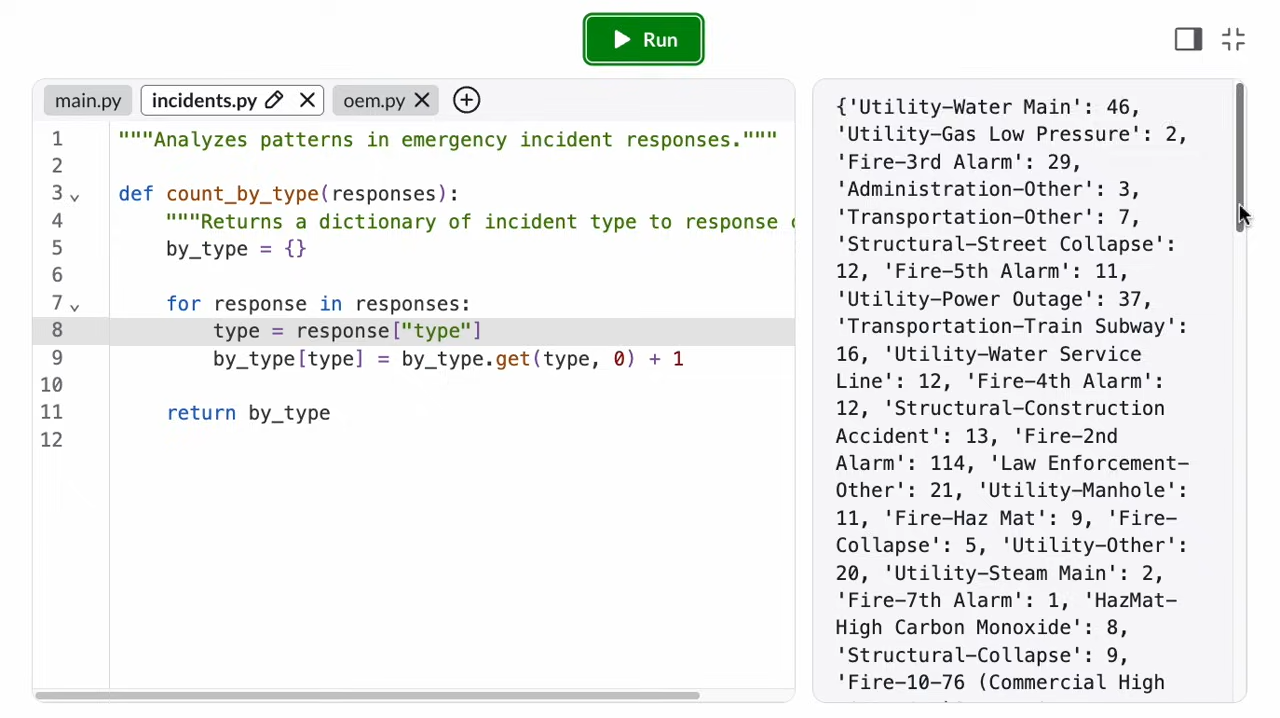 Run
main.py
incidents.py
oem.py
1 """Analyzes patterns in emergency incident responses."""
2
3 def count_by_type(responses):
4 """Returns a dictionary of incident type to response
5 by_type = {}
6
7 for response in responses:
8 type = response["type"]
9 by_type[type] = by_type.get(type, 0) + 1
10
11 return by_type
12
{'Utility-Water Main': 46,
'Utility-Gas Low Pressure': 2,
'Fire-3rd Alarm': 29,
'Administration-Other': 3,
'Transportation-Other': 7,
'Structural-Street Collapse':
12, 'Fire-5th Alarm': 11,
'Utility-Power Outage': 37,
'Transportation-Train Subway':
16, 'Utility-Water Service
Line': 12, 'Fire-4th Alarm':
12, 'Structural-Construction
Accident': 13, 'Fire-2nd
Alarm': 114, 'Law Enforcement-
Other': 21, 'Utility-Manhole':
11, 'Fire-Haz Mat': 9, 'Fire-
Collapse': 5, 'Utility-Other':
20, 'Utility-Steam Main': 2,
'Fire-7th Alarm': 1, 'HazMat-
High Carbon Monoxide': 8,
'Structural-Collapse': 9,
'Fire-10-76 (Commercial High